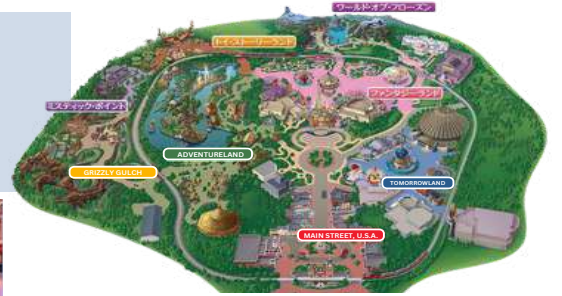 ワールド・オブ・フローズン
トイ・ストーリーランド
ファンタジーランド
ミスティック・ポイント
ADVENTURELAND
GRIZZLY GULCH
TOMORROWLAND
MAIN STREET, U.S.A.